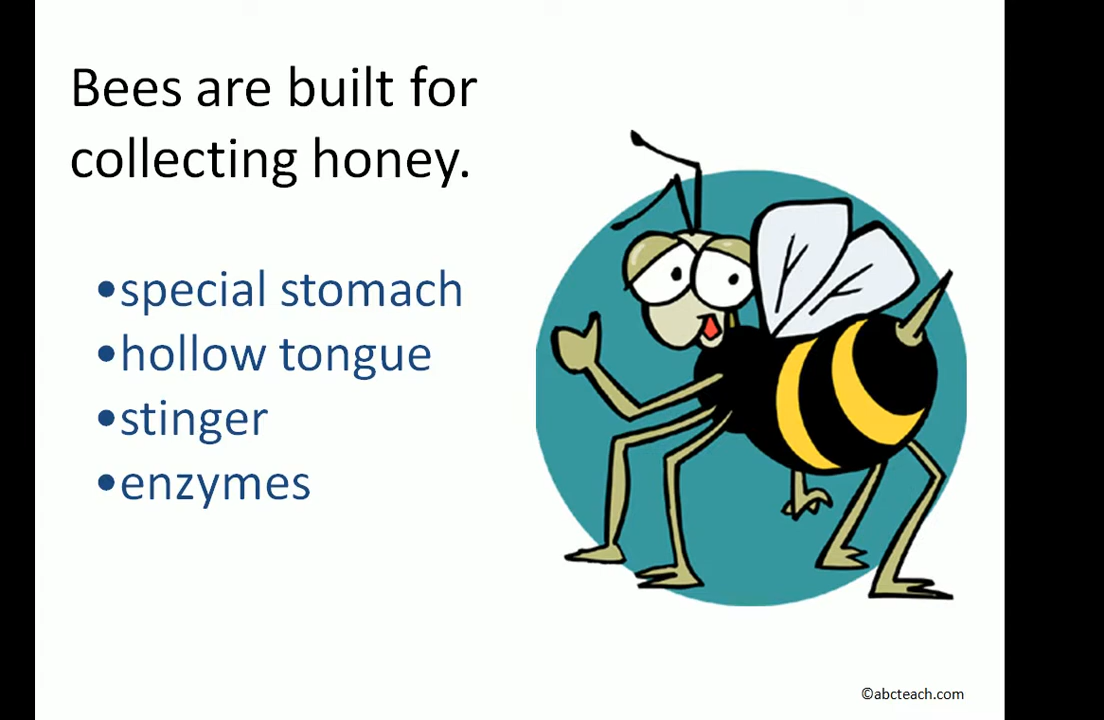 Bees are built for
collecting honey.
•special stomach
•hollow tongue
•stinger
•enzymes
©abcteach.com